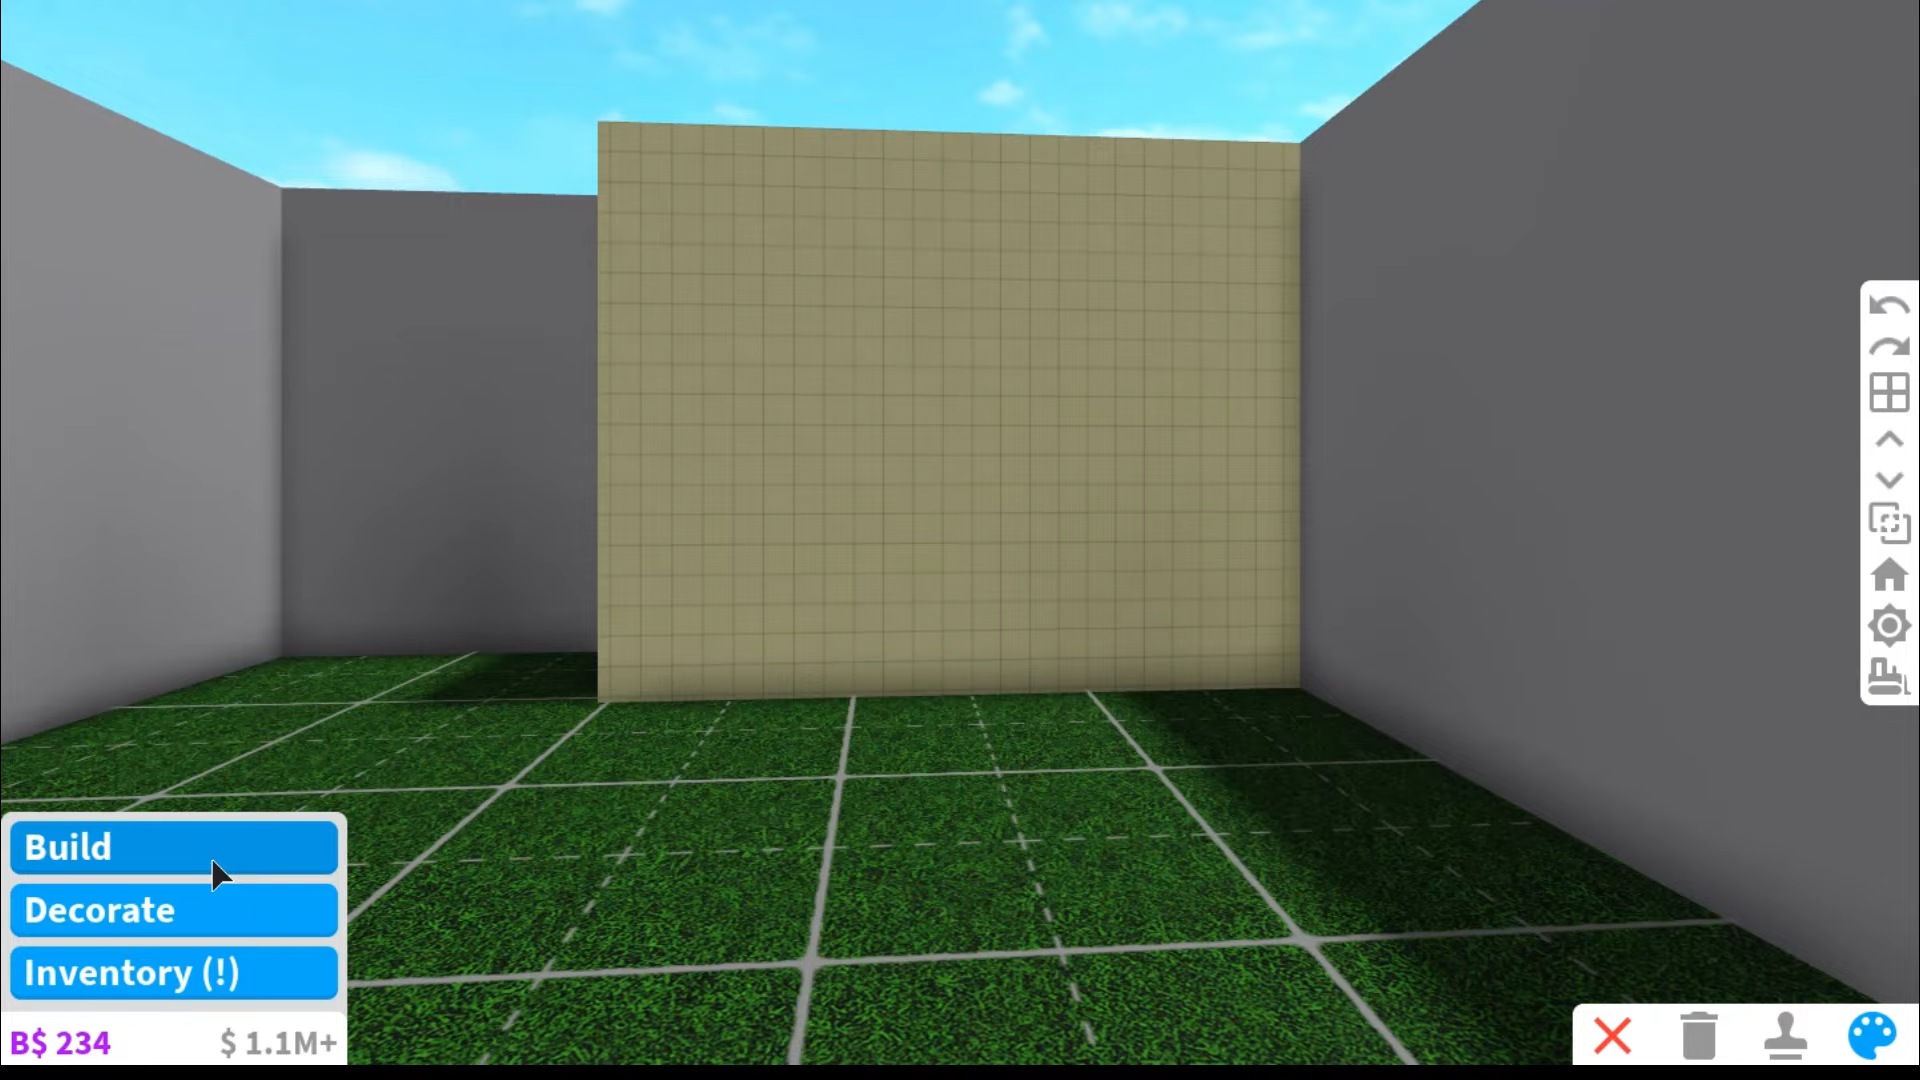 Build
Decorate
Inventory (!)
B$ 234 $ 1.1M+